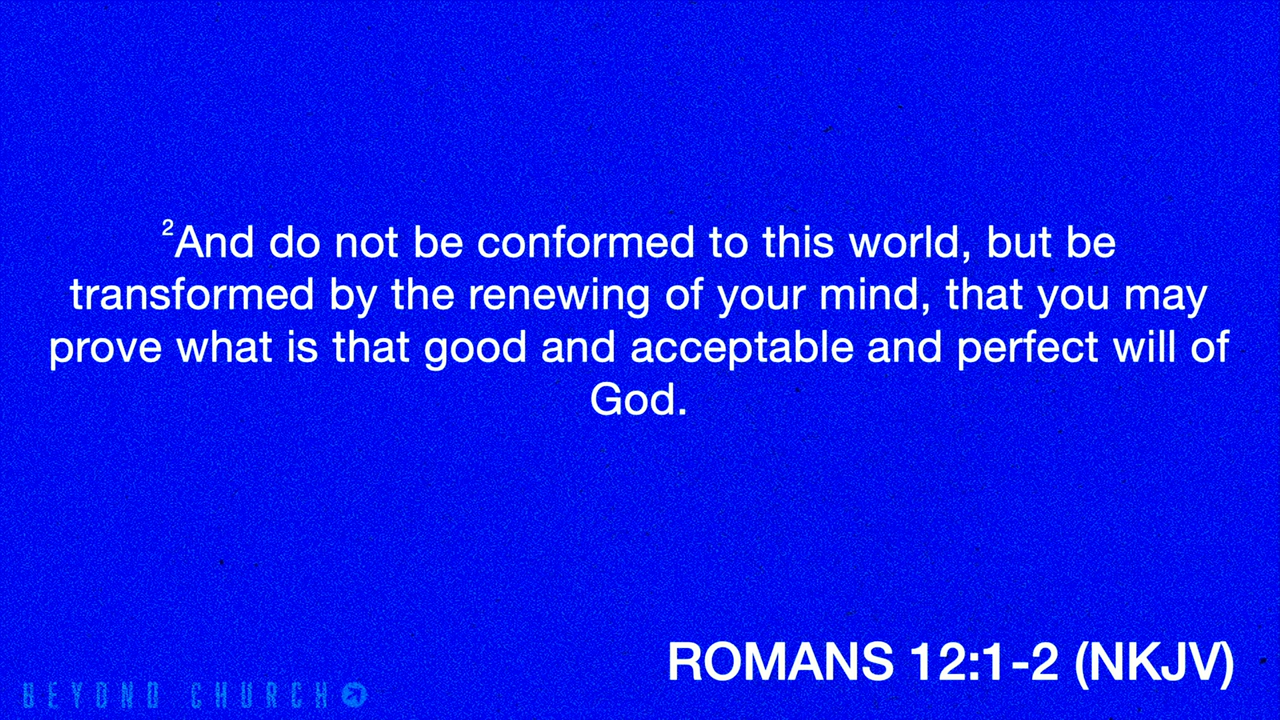 ²And do not be conformed to this world, but be
transformed by the renewing of your mind, that you may
prove what is that good and acceptable and perfect will of
God.
ROMANS 12:1-2 (NKJV)
BEYOND CHURCH